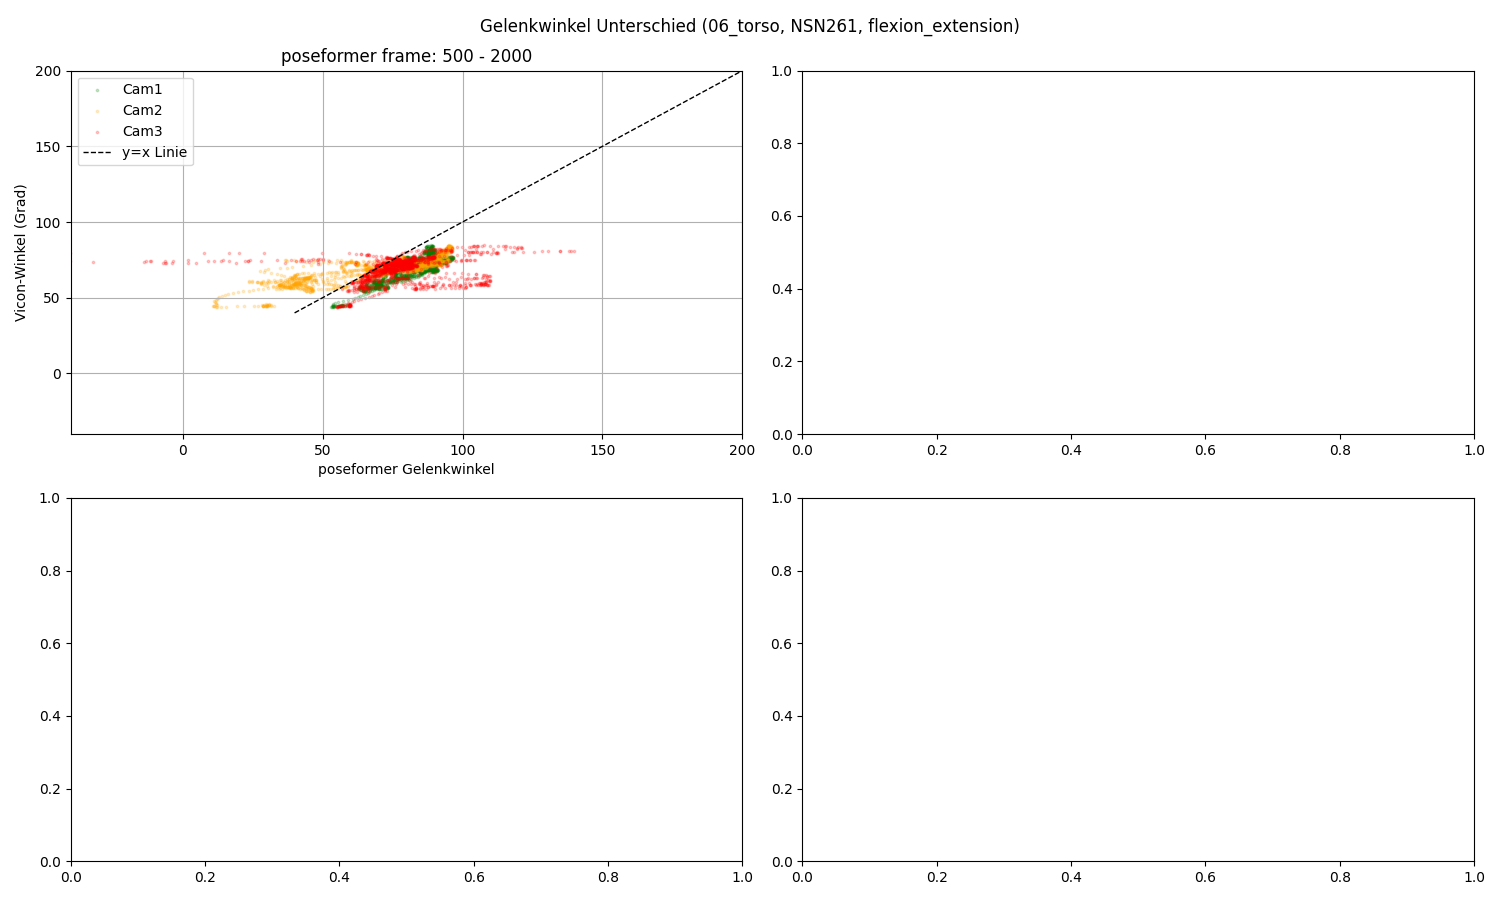 Gelenkwinkel Unterschied (06_torso, NSN261, flexion_extension)
poseformer frame: 500 - 2000
200
150
100
50
0
Vicon-Winkel (Grad)
Cam1
Cam2
Cam3
y=x Linie
0 50 100 150 200
poseformer Gelenkwinkel
1.0
0.8
0.6
0.4
0.2
0.0
0.0 0.2 0.4 0.6 0.8 1.0
1.0
0.8
0.6
0.4
0.2
0.0
0.0 0.2 0.4 0.6 0.8 1.0
1.0
0.8
0.6
0.4
0.2
0.0
0.0 0.2 0.4 0.6 0.8 1.0